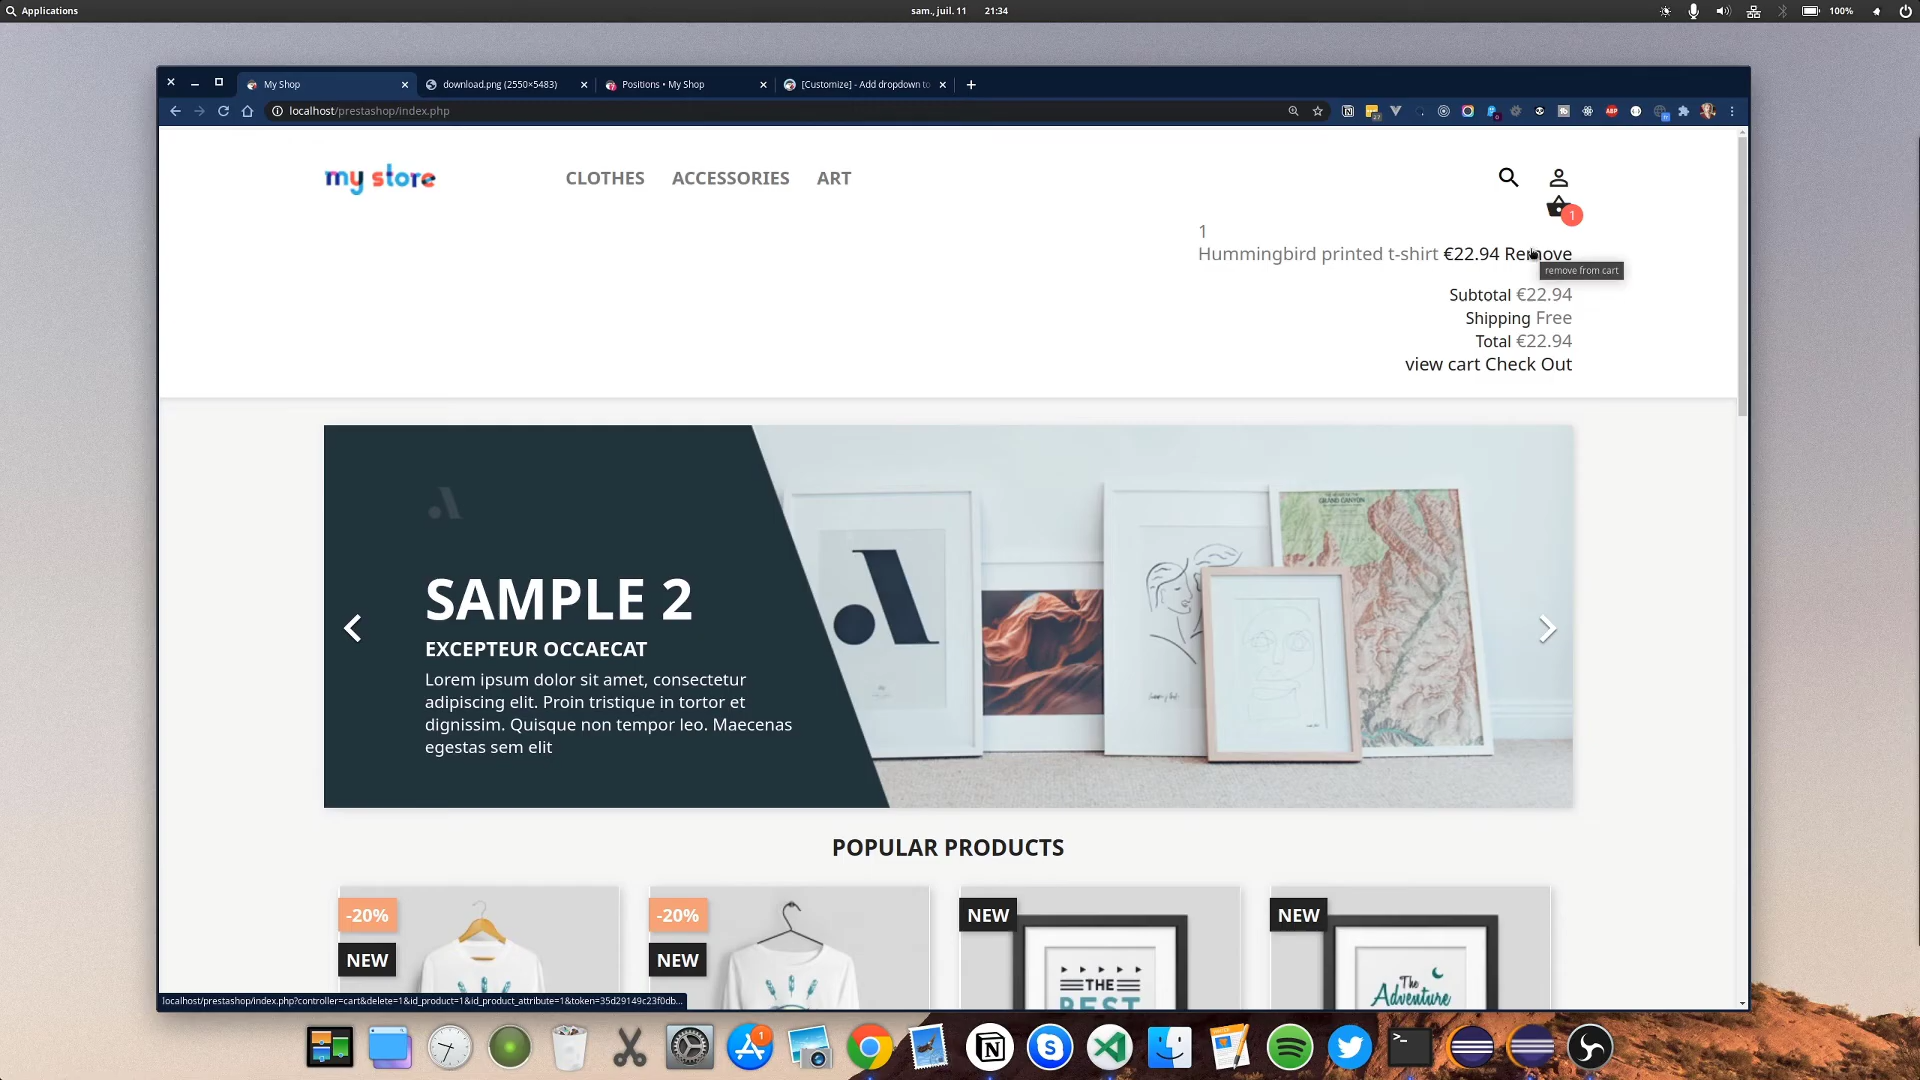 Applications
sam., juil. 11 21:34
100%
My Shop
download.png (2550×5483)
Positions • My Shop
[Customize] - Add dropdown to
localhost/prestashop/index.php
my store
CLOTHES ACCESSORIES ART
1
1
Hummingbird printed t-shirt €22.94 Remove
remove from cart
Subtotal €22.94
Shipping Free
Total €22.94
view cart Check Out
SAMPLE 2
EXCEPTEUR OCCAECAT
Lorem ipsum dolor sit amet, consectetur
adipiscing elit. Proin tristique in tortor et
dignissim. Quisque non tempor leo. Maecenas
egestas sem elit
GRAND CANYON
POPULAR PRODUCTS
-20%
NEW
-20%
NEW
NEW
THE
BEST
NEW
The
Adventure
localhost/prestashop/index.php?controller=cart&delete=1&id_product=1&id_product_attribute=1&token=35d29149c23f0db...
1